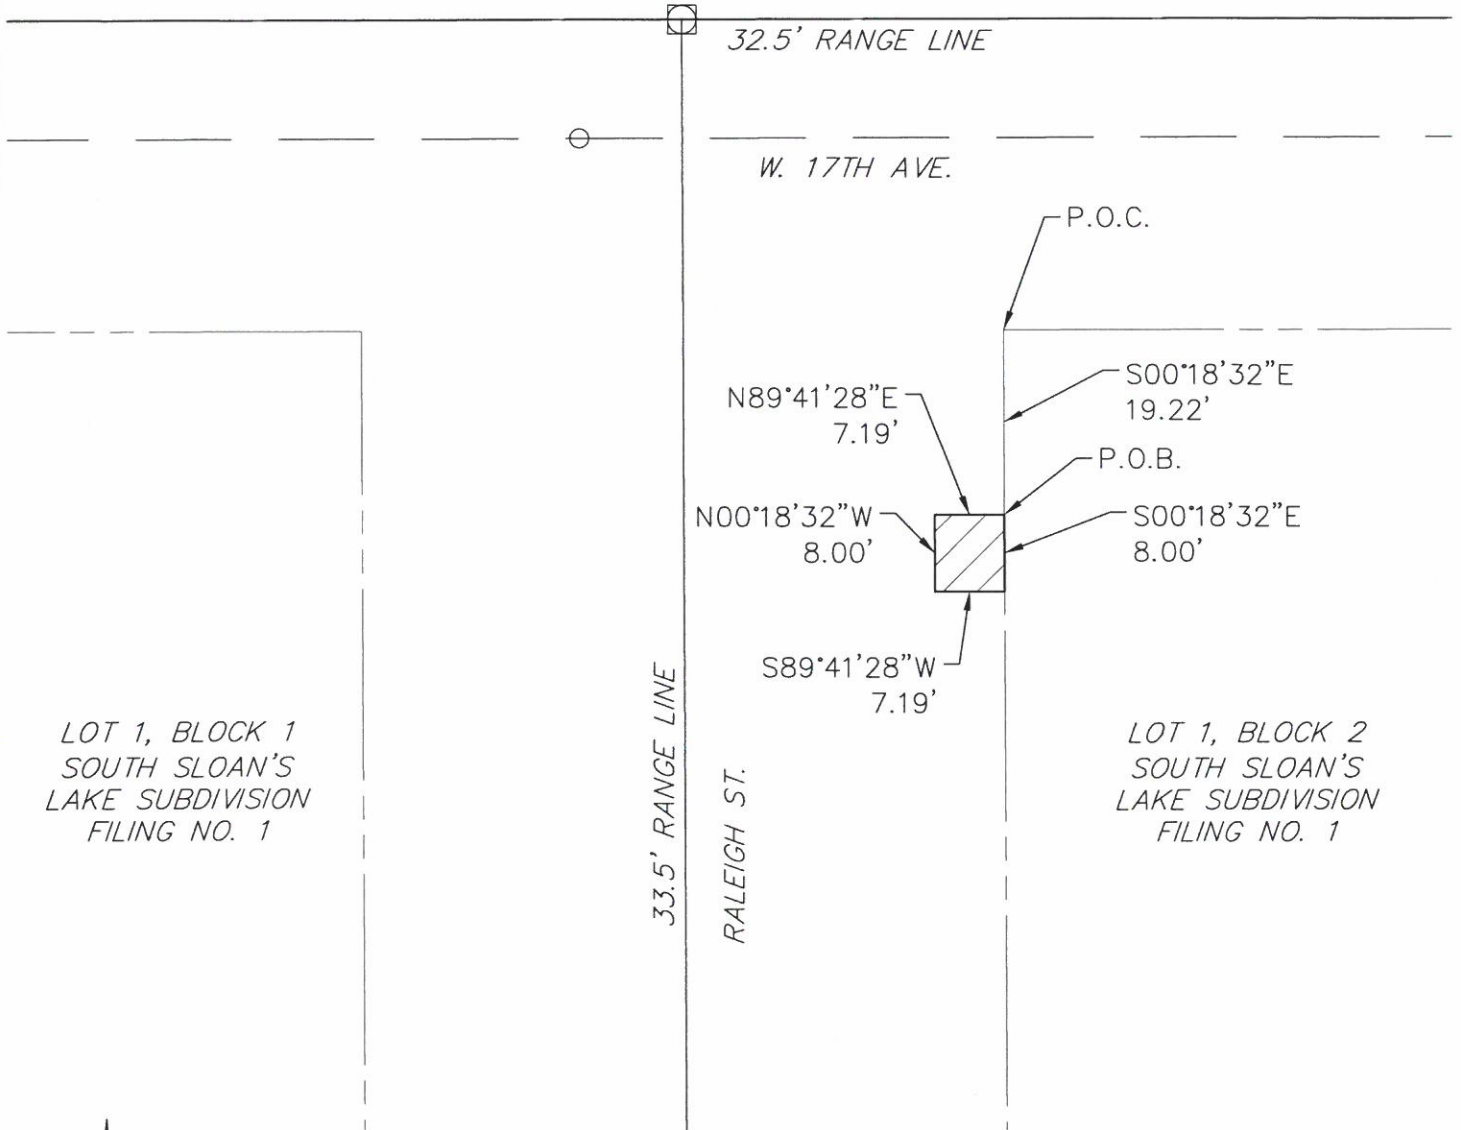 32.5' RANGE LINE
W. 17TH AVE.
P.O.C.
S00°18'32"E
19.22'
N89°41'28"E
7.19'
P.O.B.
N00°18'32"W
8.00'
S00°18'32"E
8.00'
S89°41'28"W
7.19'
33.5' RANGE LINE
RALEIGH ST.
LOT 1, BLOCK 1
SOUTH SLOAN'S
LAKE SUBDIVISION
FILING NO. 1
LOT 1, BLOCK 2
SOUTH SLOAN'S
LAKE SUBDIVISION
FILING NO. 1